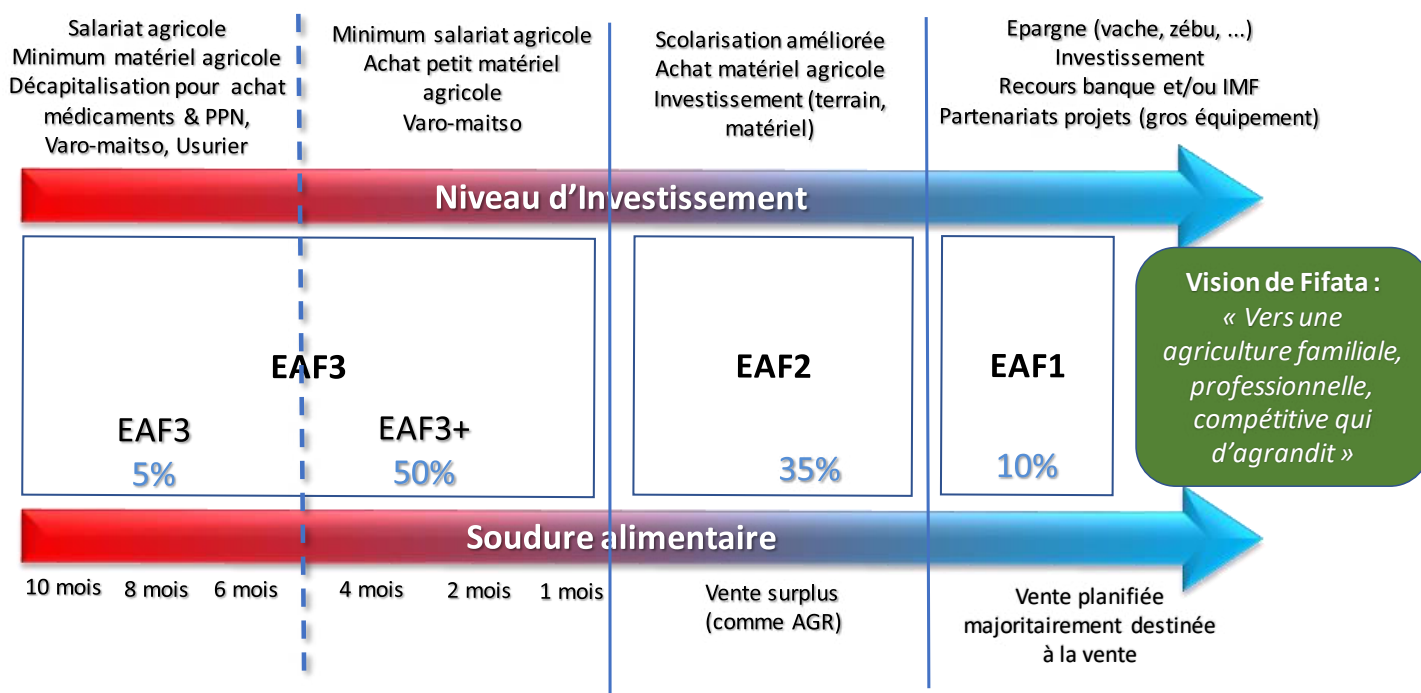 Salariat agricole
Minimum matériel agricole
Décapitalisation pour achat
médicaments & PPN,
Varo-maitso, Usurier
Minimum salariat agricole
Achat petit matériel
agricole
Varo-maitso
Scolarisation améliorée
Achat matériel agricole
Investissement (terrain,
matériel)
Epargne (vache, zébu, ...)
Investissement
Recours banque et/ou IMF
Partenariats projets (gros équipement)
Niveau d’Investissement
EAF3
EAF3
5%
EAF3+
50%
EAF2
35%
EAF1
10%
Vision de Fifata :
« Vers une
agriculture familiale,
professionnelle,
compétitive qui
d’agrandit »
Soudure alimentaire
10 mois
8 mois
6 mois
4 mois
2 mois
1 mois
Vente surplus
(comme AGR)
Vente planifiée
majoritairement destinée
à la vente